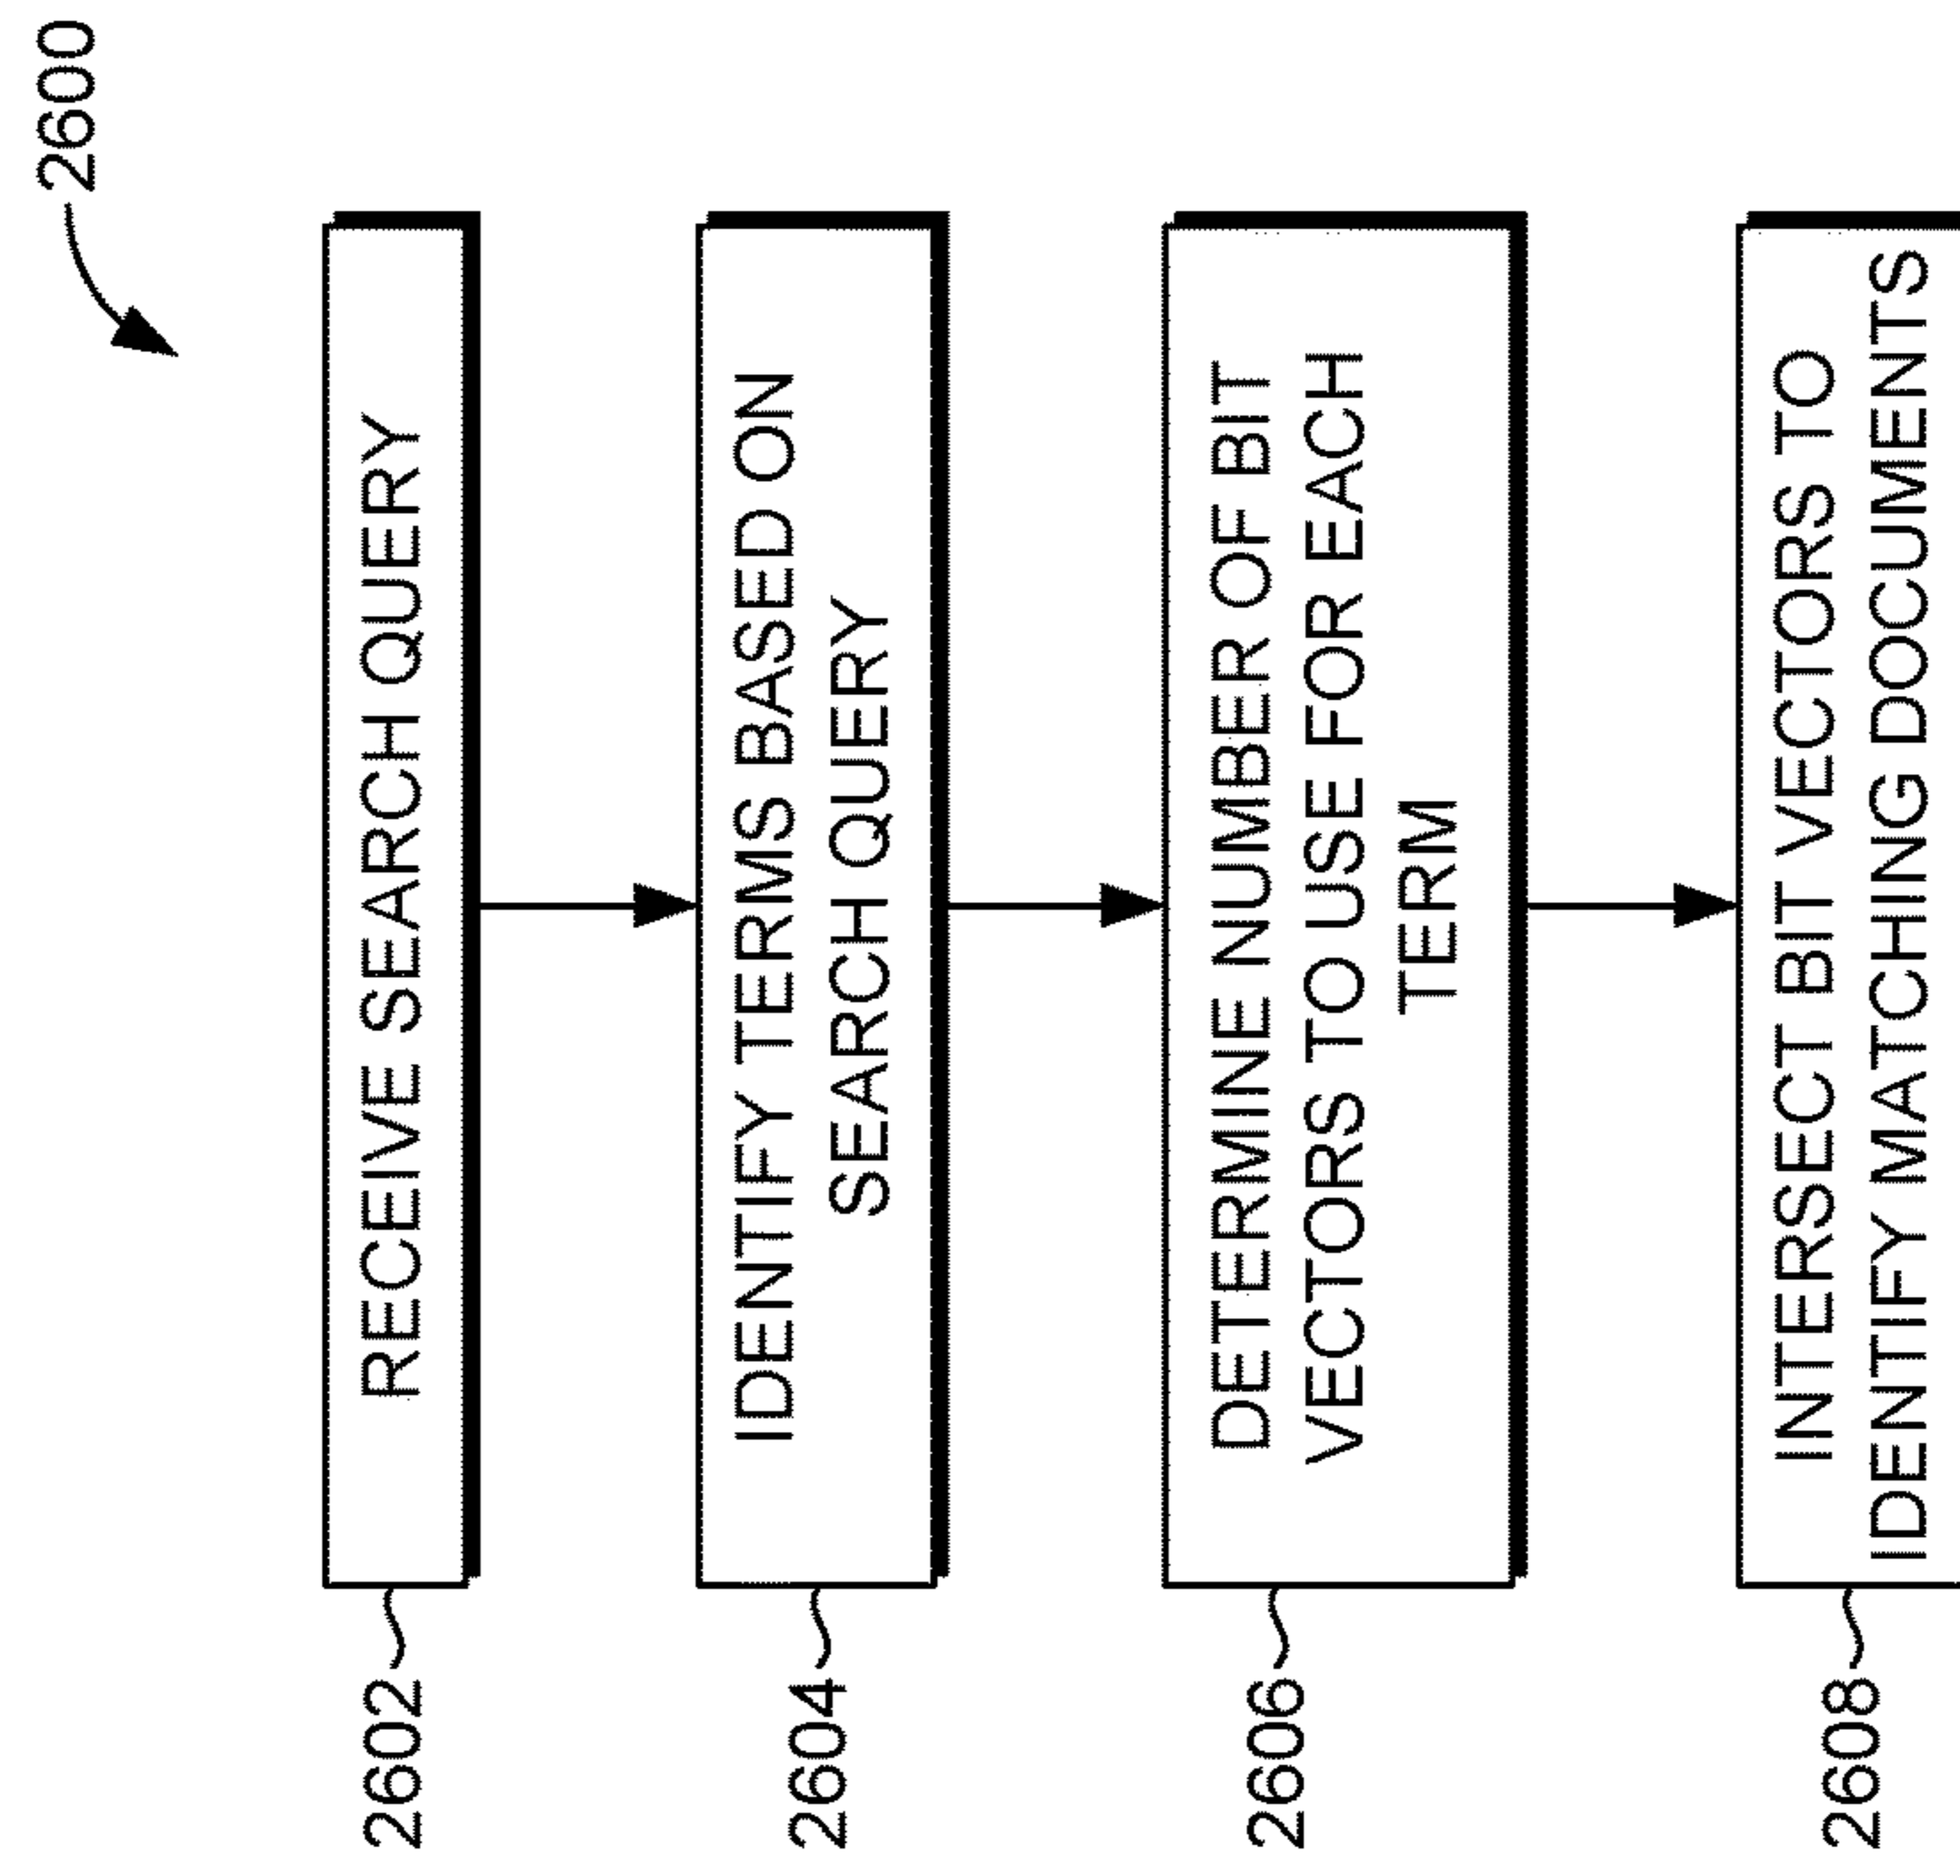 2600
2602
RECEIVE SEARCH QUERY
2604
IDENTIFY TERMS BASED ON
SEARCH QUERY
2606
DETERMINE NUMBER OF BIT
VECTORS TO USE FOR EACH
TERM
2608
INTERSECT BIT VECTORS TO
IDENTIFY MATCHING DOCUMENTS